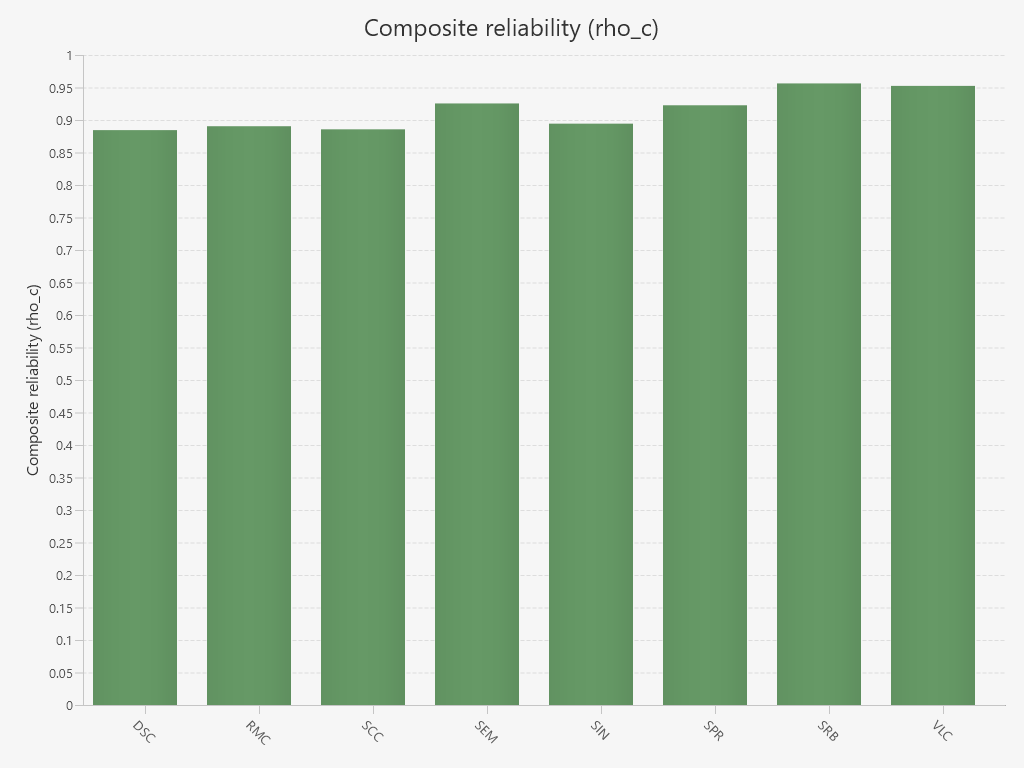 Composite reliability (rho_c)
Composite reliability (rho_c)
1
0.95
0.9
0.85
0.8
0.75
0.7
0.65
0.6
0.55
0.5
0.45
0.4
0.35
0.3
0.25
0.2
0.15
0.1
0.05
0
DSC
RMC
SCC
SEM
SIN
SPR
SRB
VLC